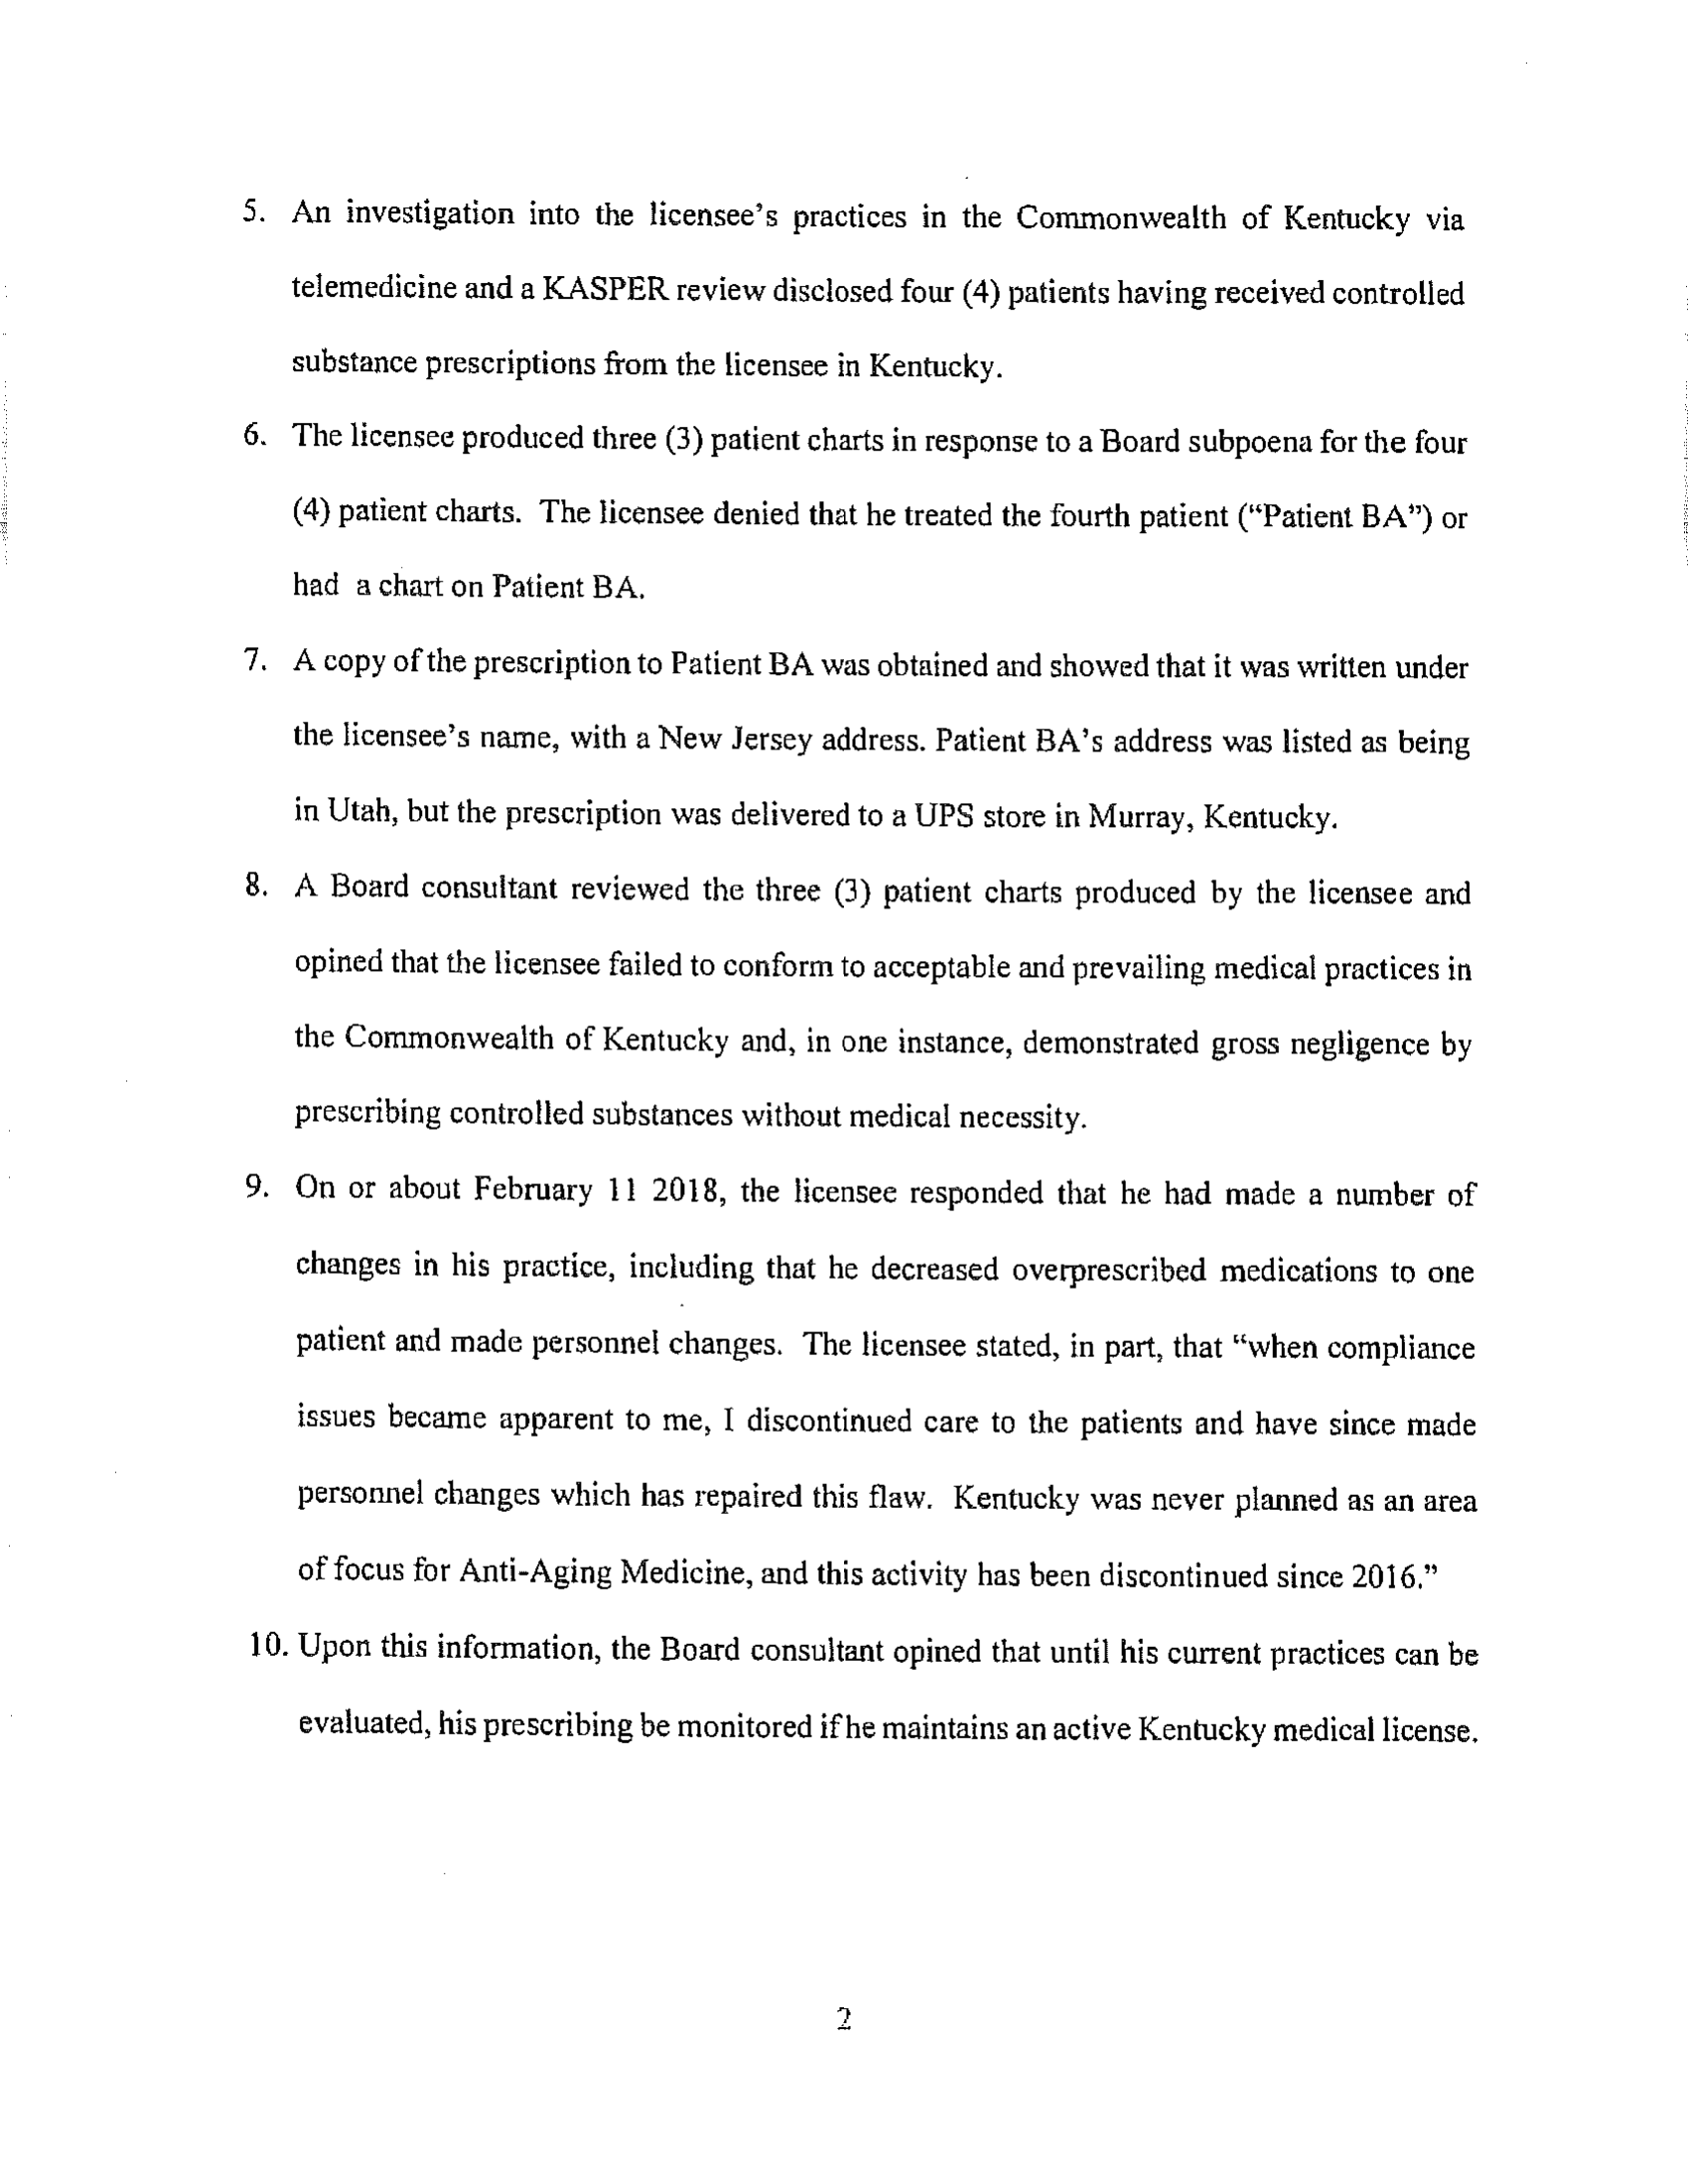 5. An investigation into the licensee's practices in the Commonwealth of Kentucky via
telemedicine and a KASPER review disclosed four (4) patients having received controlled
substance prescriptions from the licensee in Kentucky.
6. The licensee produced three (3) patient charts in response to a Board subpoena for the four
(4) patient charts. The licensee denied that he treated the fourth patient (“Patient BA”) or
had a chart on Patient BA.
7. A copy of the prescription to Patient BA was obtained and showed that it was written under
the licensee's name, with a New Jersey address. Patient BA's address was listed as being
in Utah, but the prescription was delivered to a UPS store in Murray, Kentucky.
8. A Board consultant reviewed the three (3) patient charts produced by the licensee and
opined that the licensee failed to conform to acceptable and prevailing medical practices in
the Commonwealth of Kentucky and, in one instance, demonstrated gross negligence by
prescribing controlled substances without medical necessity.
9. On or about February 11 2018, the licensee responded that he had made a number of
changes in his practice, including that he decreased overprescribed medications to one
patient and made personnel changes. The licensee stated, in part, that “when compliance
issues became apparent to me, I discontinued care to the patients and have since made
personnel changes which has repaired this flaw. Kentucky was never planned as an area
of focus for Anti-Aging Medicine, and this activity has been discontinued since 2016.”
10. Upon this information, the Board consultant opined that until his current practices can be
evaluated, his prescribing be monitored if he maintains an active Kentucky medical license.
2